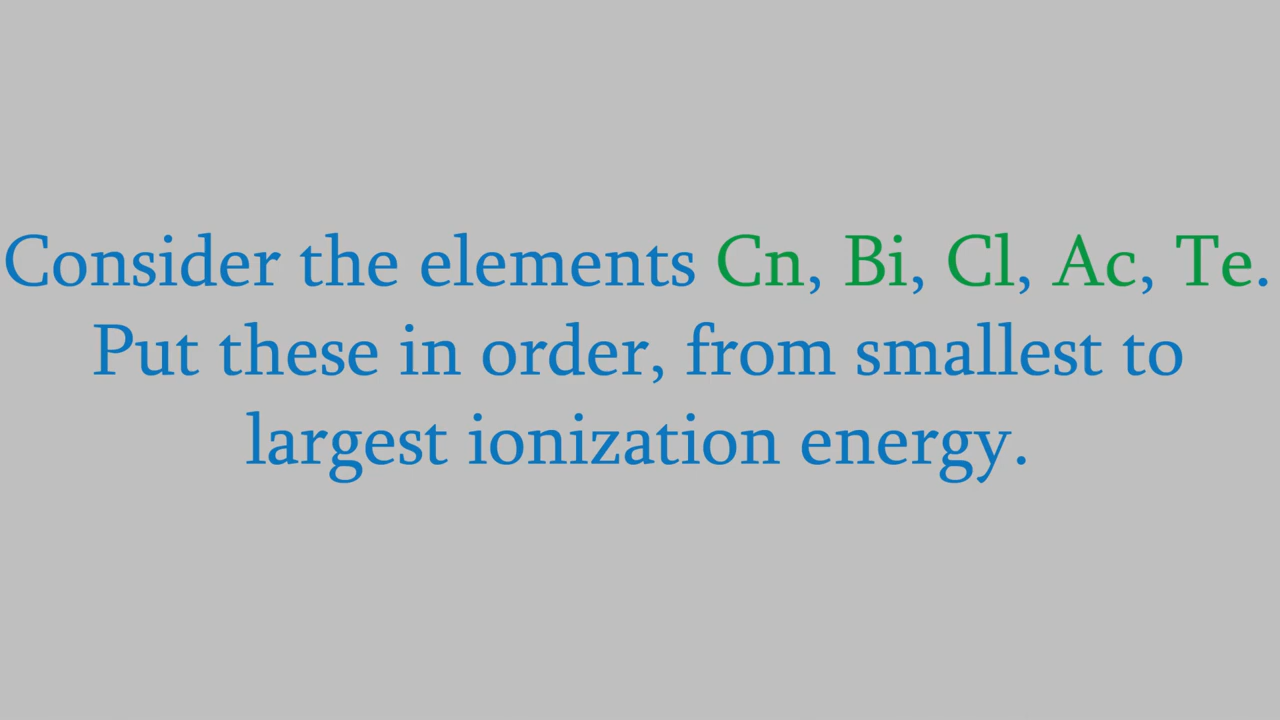 Consider the elements Cn, Bi, Cl, Ac, Te.
Put these in order, from smallest to
largest ionization energy.